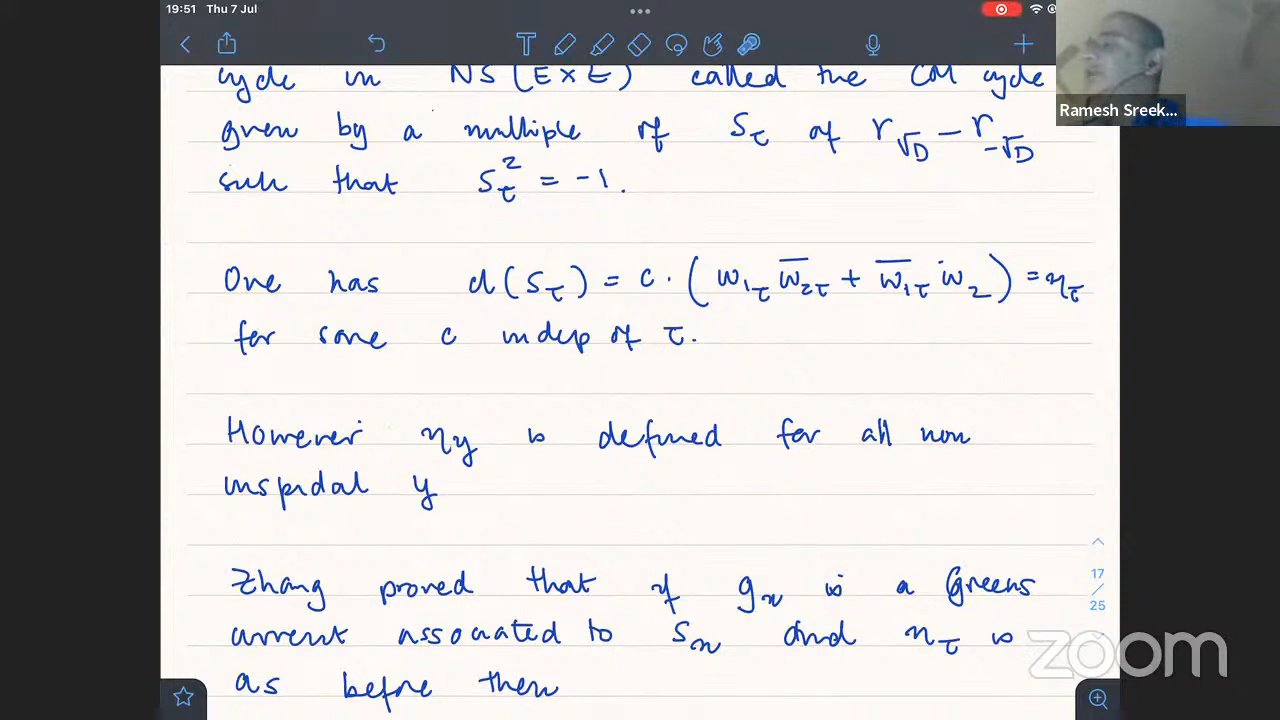 19:51 Thu 7 Jul
Ramesh Sreek...
cycle in NS(E×E) called the CM cycle
given by a multiple of S_τ of Γ_√D − Γ_−√D
such that S_τ² = −1.
One has cl(S_τ) = c · (w_1τ w̄_2τ + w̄_1τ w_2) = η_τ
for some c indep of τ.
However η_y is defined for all non
cuspidal y
Zhang proved that if g_x is a Greens
current associated to S_x and η_τ is
as before then
17
25
zoom